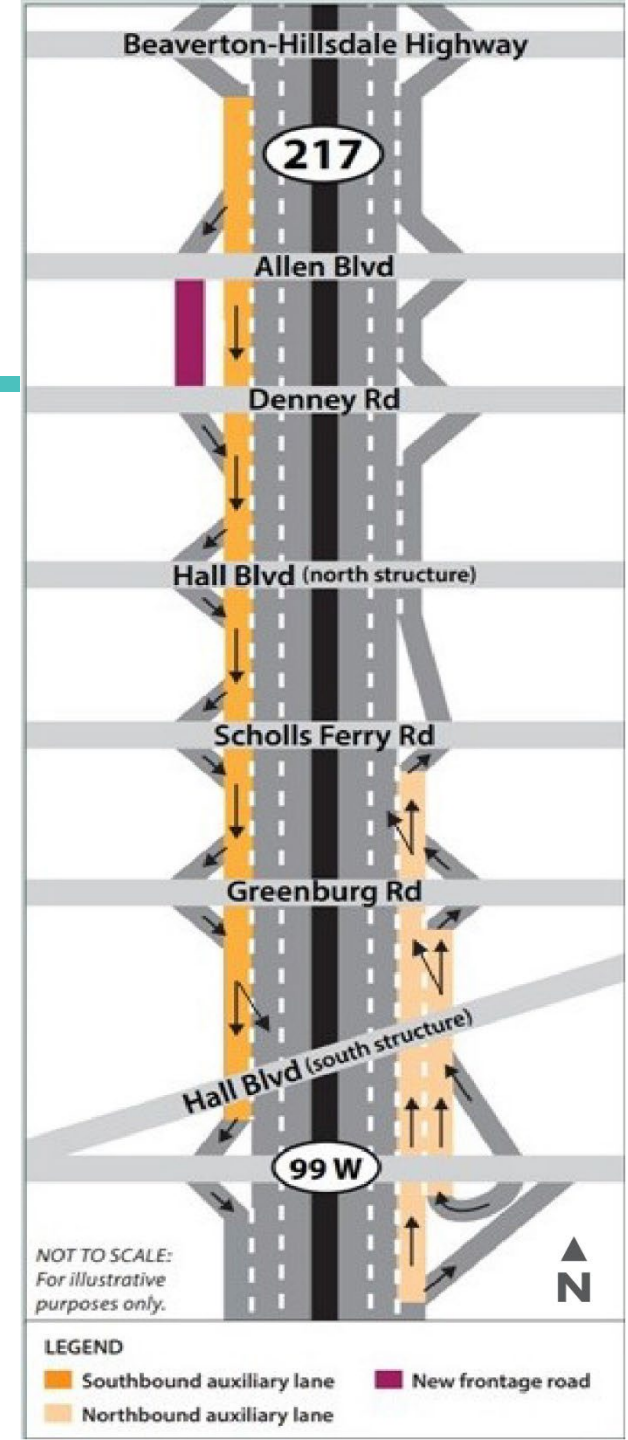 Beaverton-Hillsdale Highway
217
Allen Blvd
Denney Rd
Hall Blvd (north structure)
Scholls Ferry Rd
Greenburg Rd
Hall Blvd (south structure)
99 W
NOT TO SCALE:
For illustrative
purposes only.
N
LEGEND
Southbound auxiliary lane
New frontage road
Northbound auxiliary lane